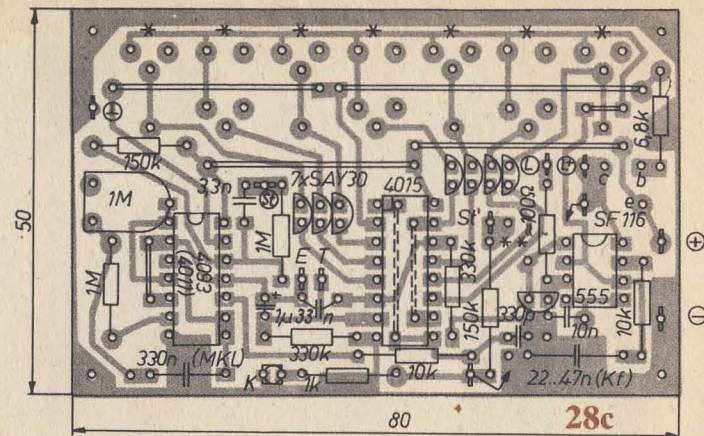 50
* * * * * *
⊕
150k
6,8k
1M
33n
St
7xSAY30
4015
L
H
c
b
e
SF 116
1M
4093
(4011)
1M
E
T
St'
**
100Ω
330k
150k
⊕
1µ
33n
330k
330p
555
10n
10k
⊖
330n (MKL)
K
1k
10k
22..47n (Kf)
80
28c